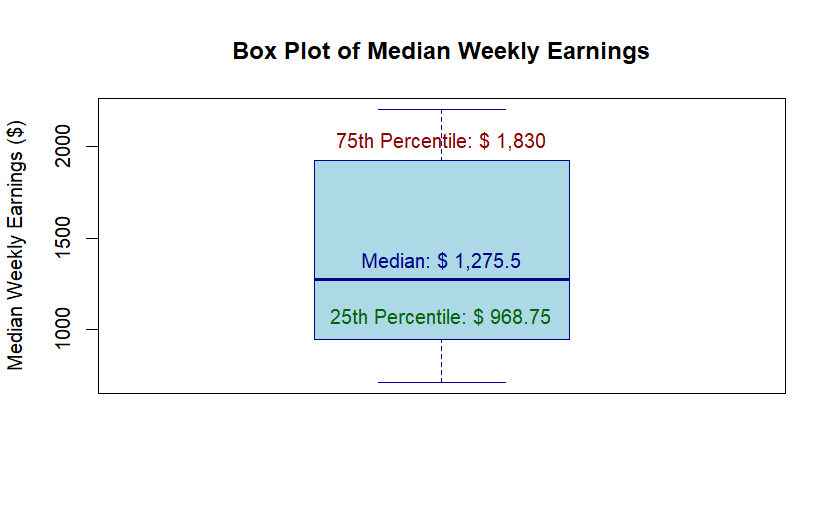 Box Plot of Median Weekly Earnings
Median Weekly Earnings ($)
2000
1500
1000
75th Percentile: $ 1,830
Median: $ 1,275.5
25th Percentile: $ 968.75